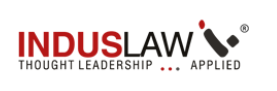 INDUSLAW ®
THOUGHT LEADERSHIP ... APPLIED